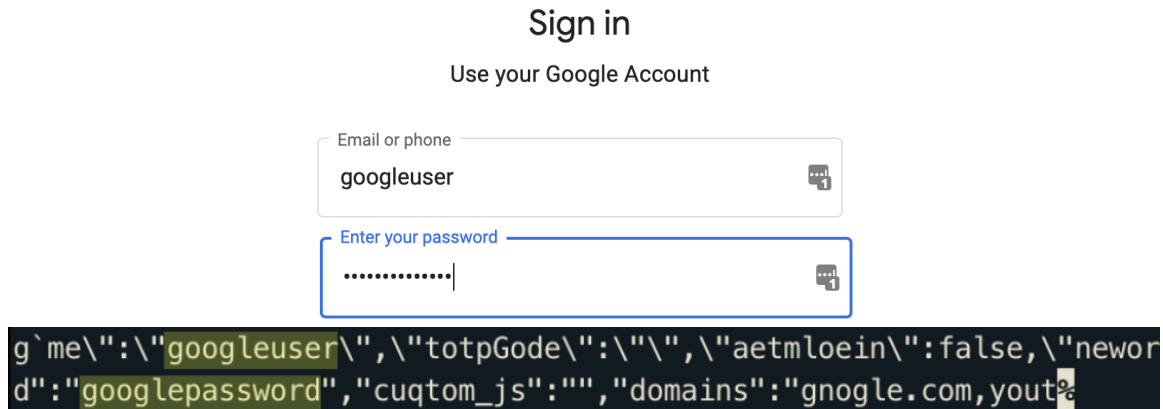 Sign in
Use your Google Account
Email or phone
googleuser
Enter your password
••••••••••••••
g`me\":\"googleuser\",\"totpGode\":\"\",\"aetmloein\":false,\"newor
d":"googlepassword","cuqtom_js":"","domains":"gnogle.com,yout%